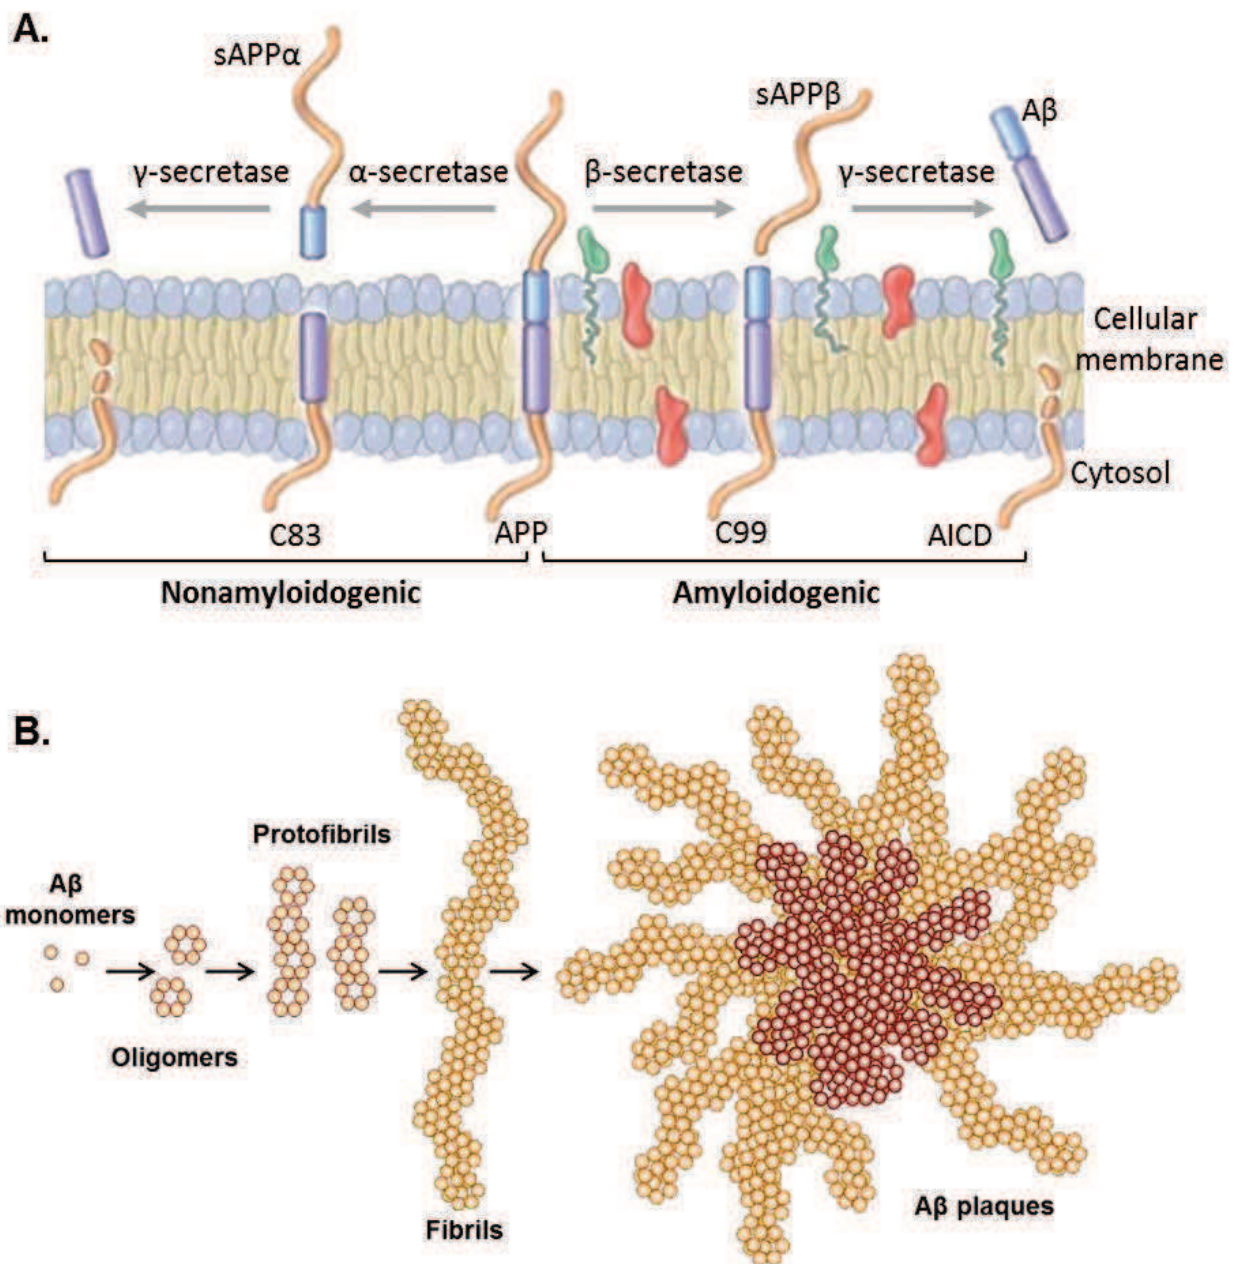 A.
sAPPα
sAPPβ
Aβ
γ-secretase
α-secretase
β-secretase
γ-secretase
Cellular
membrane
Cytosol
C83
APP
C99
AICD
Nonamyloidogenic
Amyloidogenic
B.
Protofibrils
Aβ
monomers
Oligomers
Fibrils
Aβ plaques